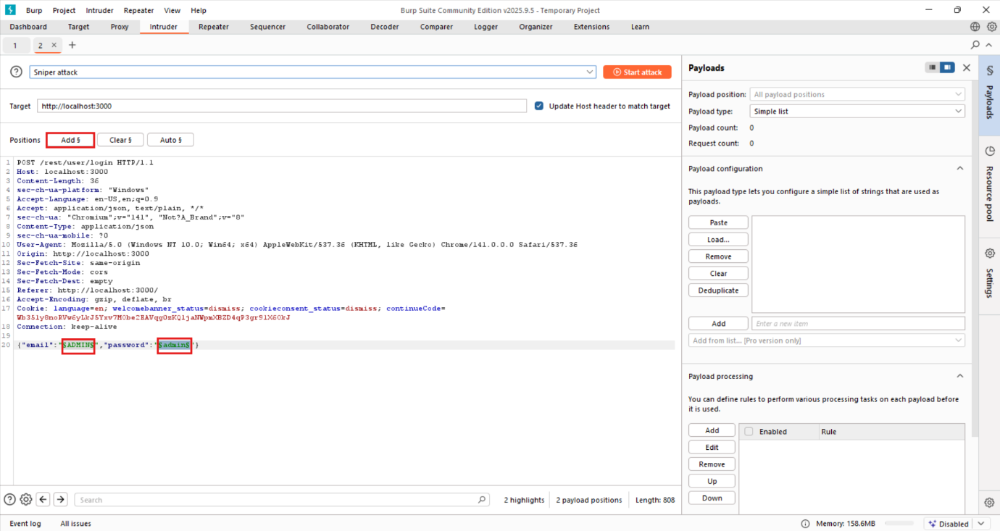 Burp Project Intruder Repeater View Help Burp Suite Community Edition v2025.9.5 - Temporary Project
Dashboard Target Proxy Intruder Repeater Sequencer Collaborator Decoder Comparer Logger Organizer Extensions Learn
1 2 × +
Sniper attack Start attack
Target http://localhost:3000 Update Host header to match target
Positions Add § Clear § Auto §
1 POST /rest/user/login HTTP/1.1
2 Host: localhost:3000
3 Content-Length: 36
4 sec-ch-ua-platform: "Windows"
5 Accept-Language: en-US,en;q=0.9
6 Accept: application/json, text/plain, */*
7 sec-ch-ua: "Chromium";v="141", "Not?A_Brand";v="8"
8 Content-Type: application/json
9 sec-ch-ua-mobile: ?0
10 User-Agent: Mozilla/5.0 (Windows NT 10.0; Win64; x64) AppleWebKit/537.36 (KHTML, like Gecko) Chrome/141.0.0.0 Safari/537.36
11 Origin: http://localhost:3000
12 Sec-Fetch-Site: same-origin
13 Sec-Fetch-Mode: cors
14 Sec-Fetch-Dest: empty
15 Referer: http://localhost:3000/
16 Accept-Encoding: gzip, deflate, br
17 Cookie: language=en; welcomebanner_status=dismiss; cookieconsent_status=dismiss; continueCode=
18 Connection: keep-alive
19
20 {"email":"§ADMIN§","password":"§admin§"}
Search 2 highlights 2 payload positions Length: 808
Event log All issues Memory: 158.6MB Disabled
Payloads
Payload position: All payload positions
Payload type: Simple list
Payload count: 0
Request count: 0
Payload configuration
This payload type lets you configure a simple list of strings that are used as
payloads.
Paste
Load...
Remove
Clear
Deduplicate
Add Enter a new item
Add from list... [Pro version only]
Payload processing
You can define rules to perform various processing tasks on each payload before
it is used.
Add Enabled Rule
Edit
Remove
Up
Down
§
Payloads
Resource pool
Settings